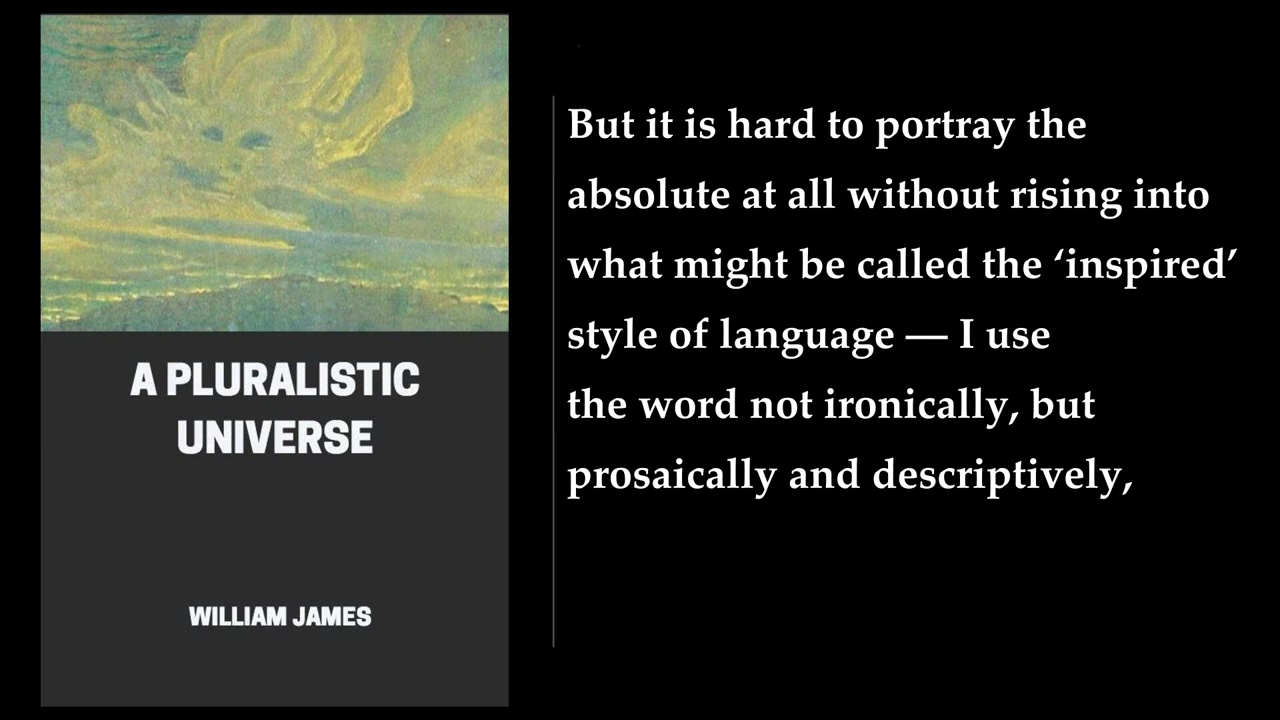 A PLURALISTIC
UNIVERSE
WILLIAM JAMES
But it is hard to portray the
absolute at all without rising into
what might be called the ‘inspired’
style of language — I use
the word not ironically, but
prosaically and descriptively,